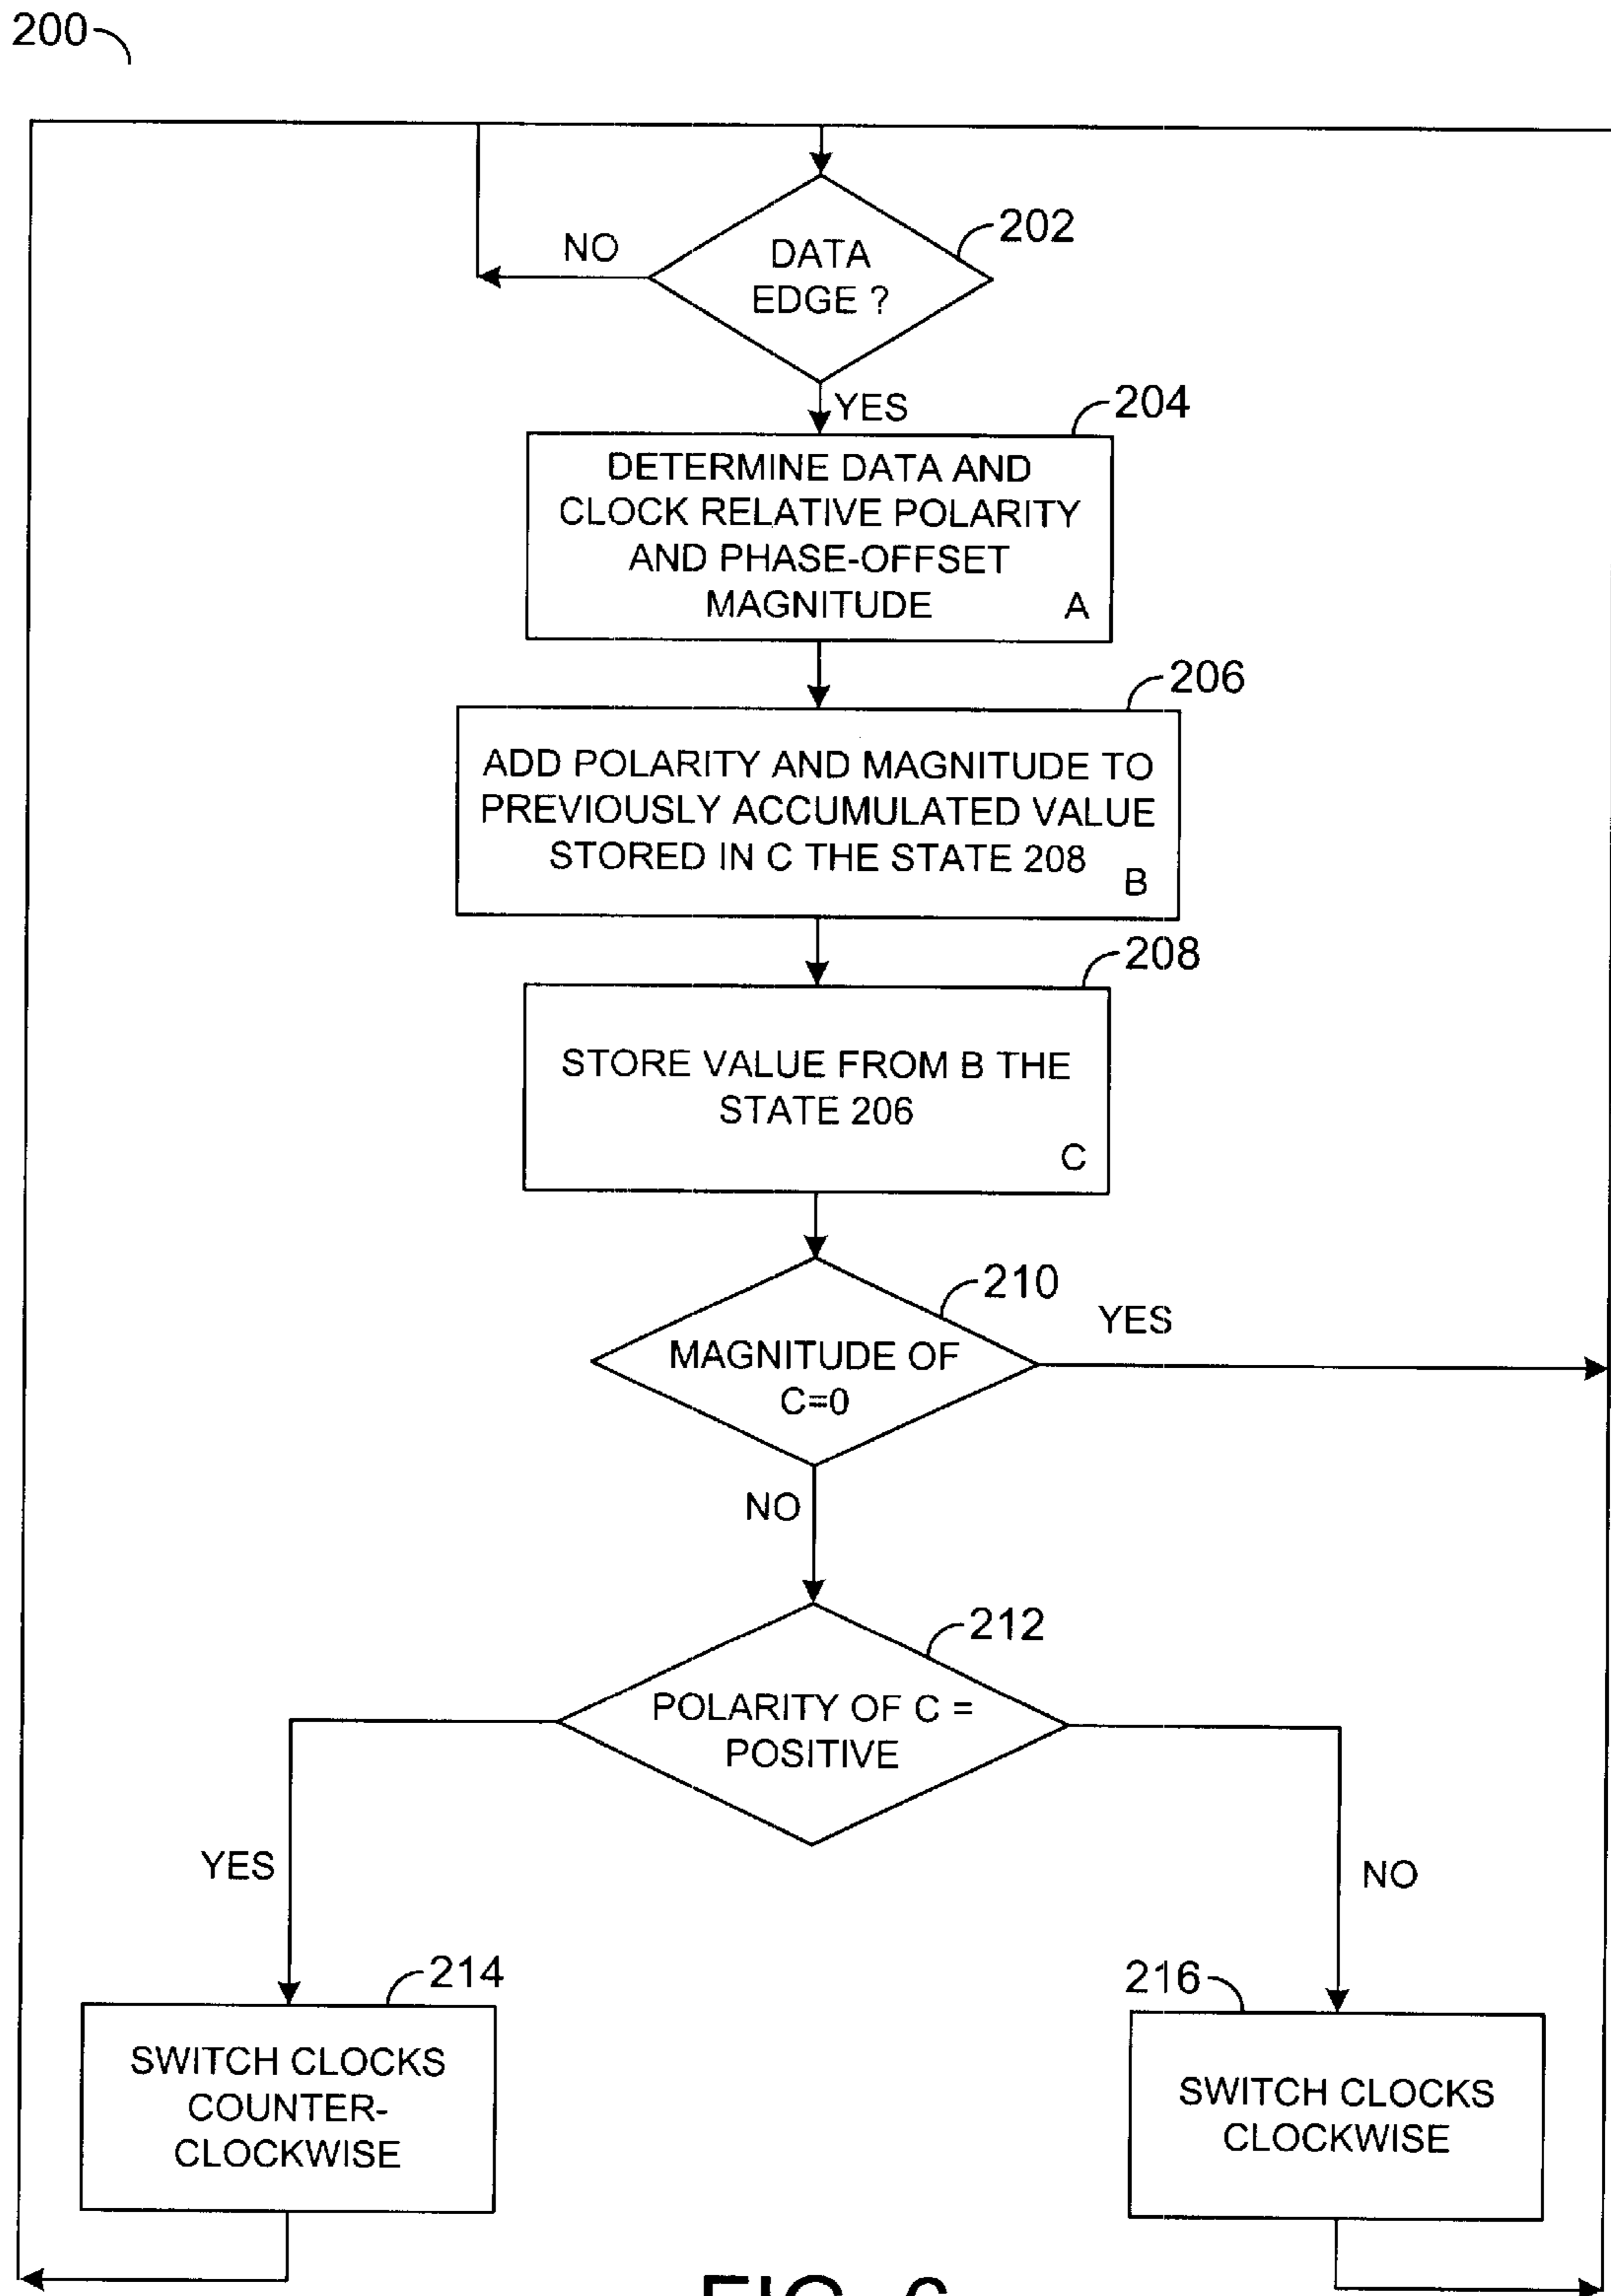 200
202
NO
DATA
EDGE ?
YES
204
DETERMINE DATA AND
CLOCK RELATIVE POLARITY
AND PHASE-OFFSET
MAGNITUDE
A
206
ADD POLARITY AND MAGNITUDE TO
PREVIOUSLY ACCUMULATED VALUE
STORED IN C THE STATE 208
B
208
STORE VALUE FROM B THE
STATE 206
C
210
YES
MAGNITUDE OF
C=0
NO
212
POLARITY OF C =
POSITIVE
YES
NO
214
SWITCH CLOCKS
COUNTER-
CLOCKWISE
216
SWITCH CLOCKS
CLOCKWISE
FIG. 6